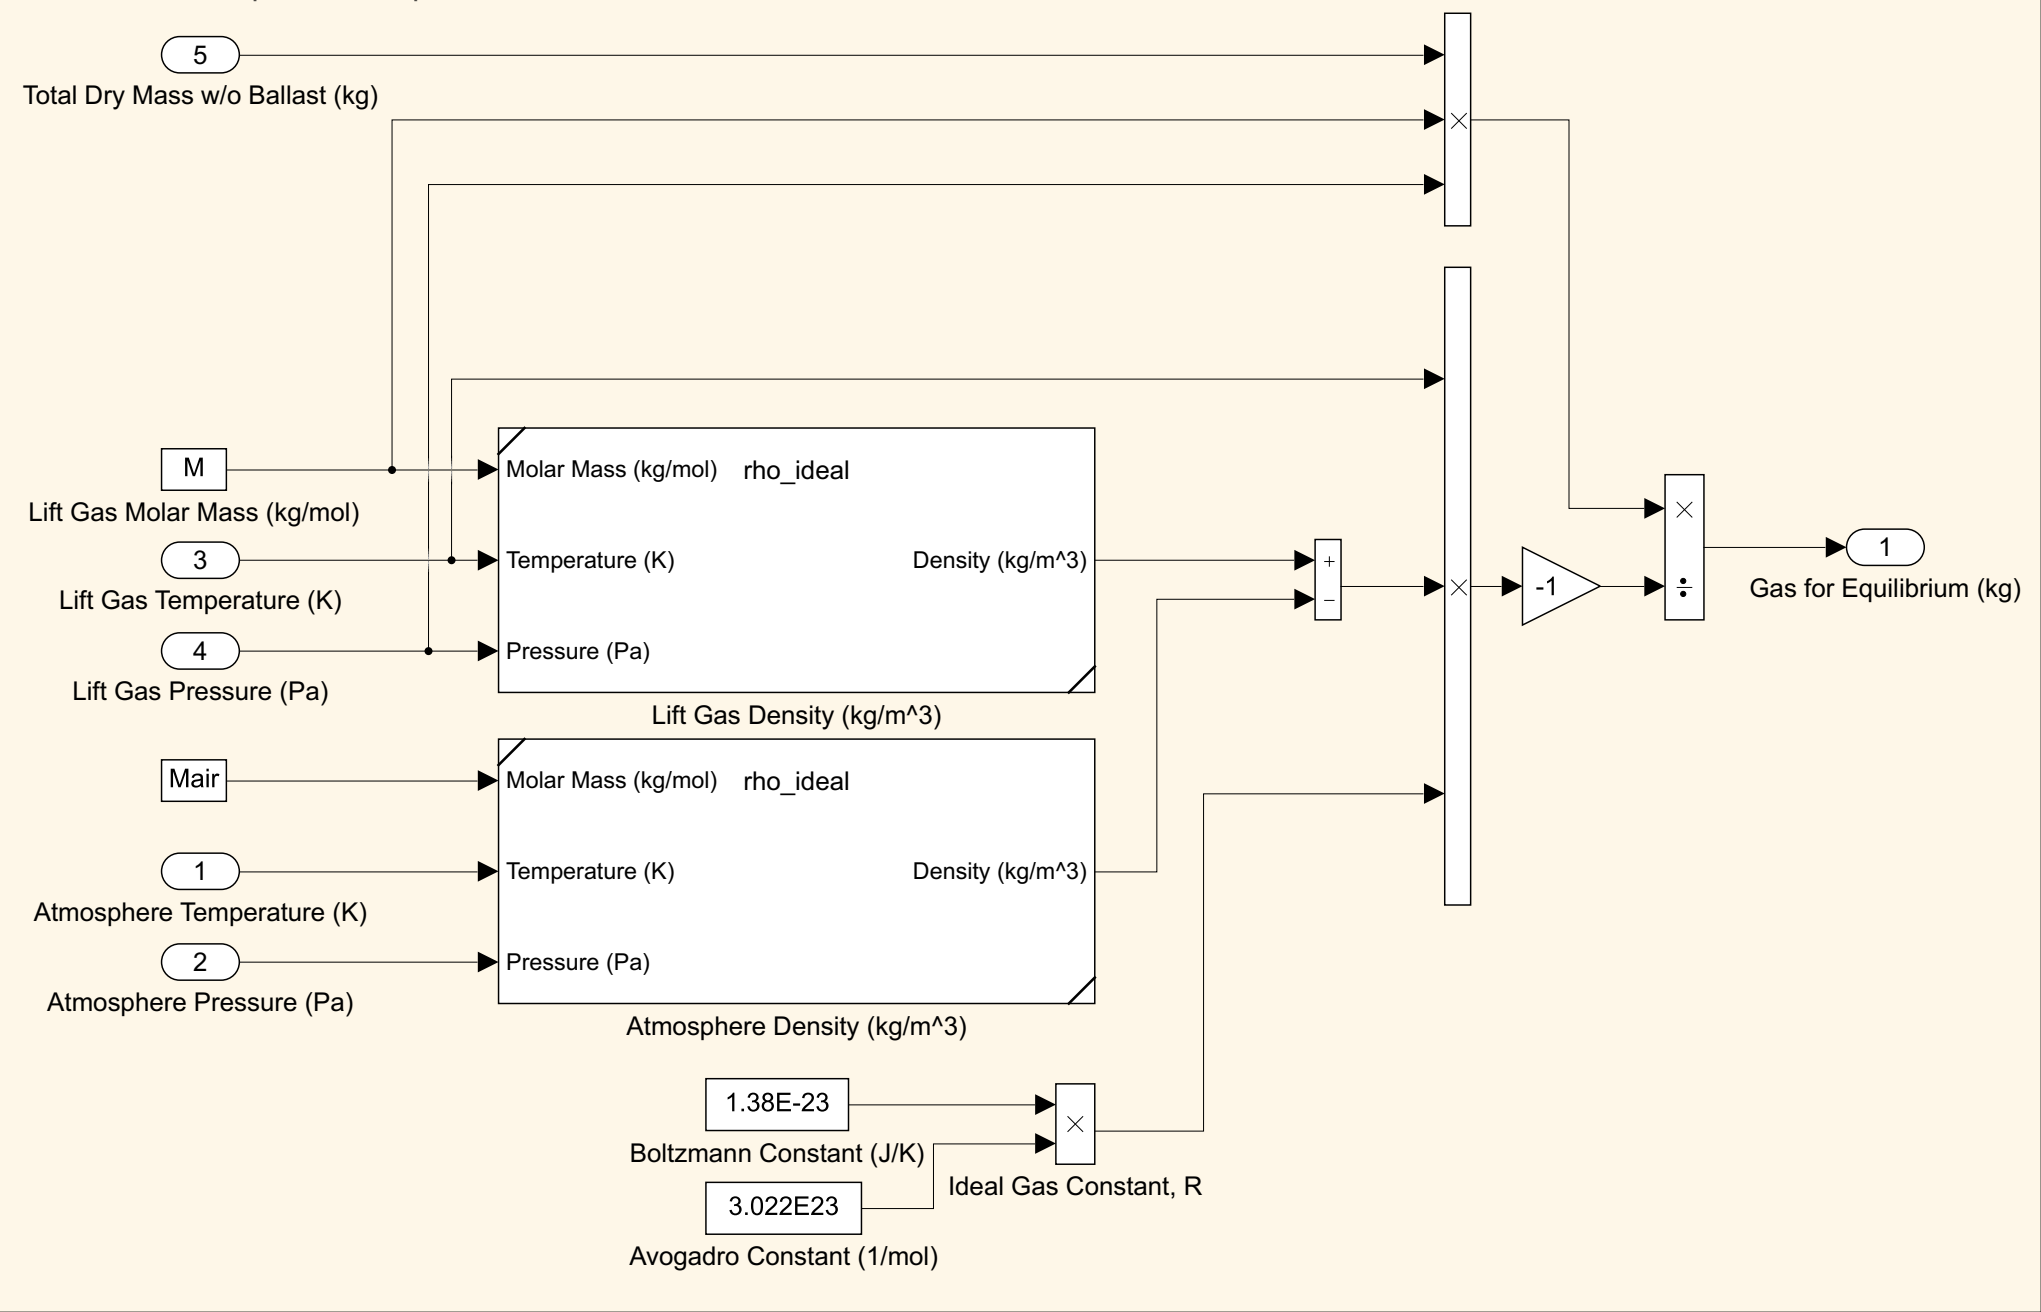 5
Total Dry Mass w/o Ballast (kg)
×
M
Lift Gas Molar Mass (kg/mol)
3
Lift Gas Temperature (K)
4
Lift Gas Pressure (Pa)
Molar Mass (kg/mol) rho_ideal
Temperature (K) Density (kg/m^3)
Pressure (Pa)
Lift Gas Density (kg/m^3)
+
−
×
-1
×
÷
1
Gas for Equilibrium (kg)
Mair
1
Atmosphere Temperature (K)
2
Atmosphere Pressure (Pa)
Molar Mass (kg/mol) rho_ideal
Temperature (K) Density (kg/m^3)
Pressure (Pa)
Atmosphere Density (kg/m^3)
1.38E-23
Boltzmann Constant (J/K)
3.022E23
Avogadro Constant (1/mol)
×
Ideal Gas Constant, R